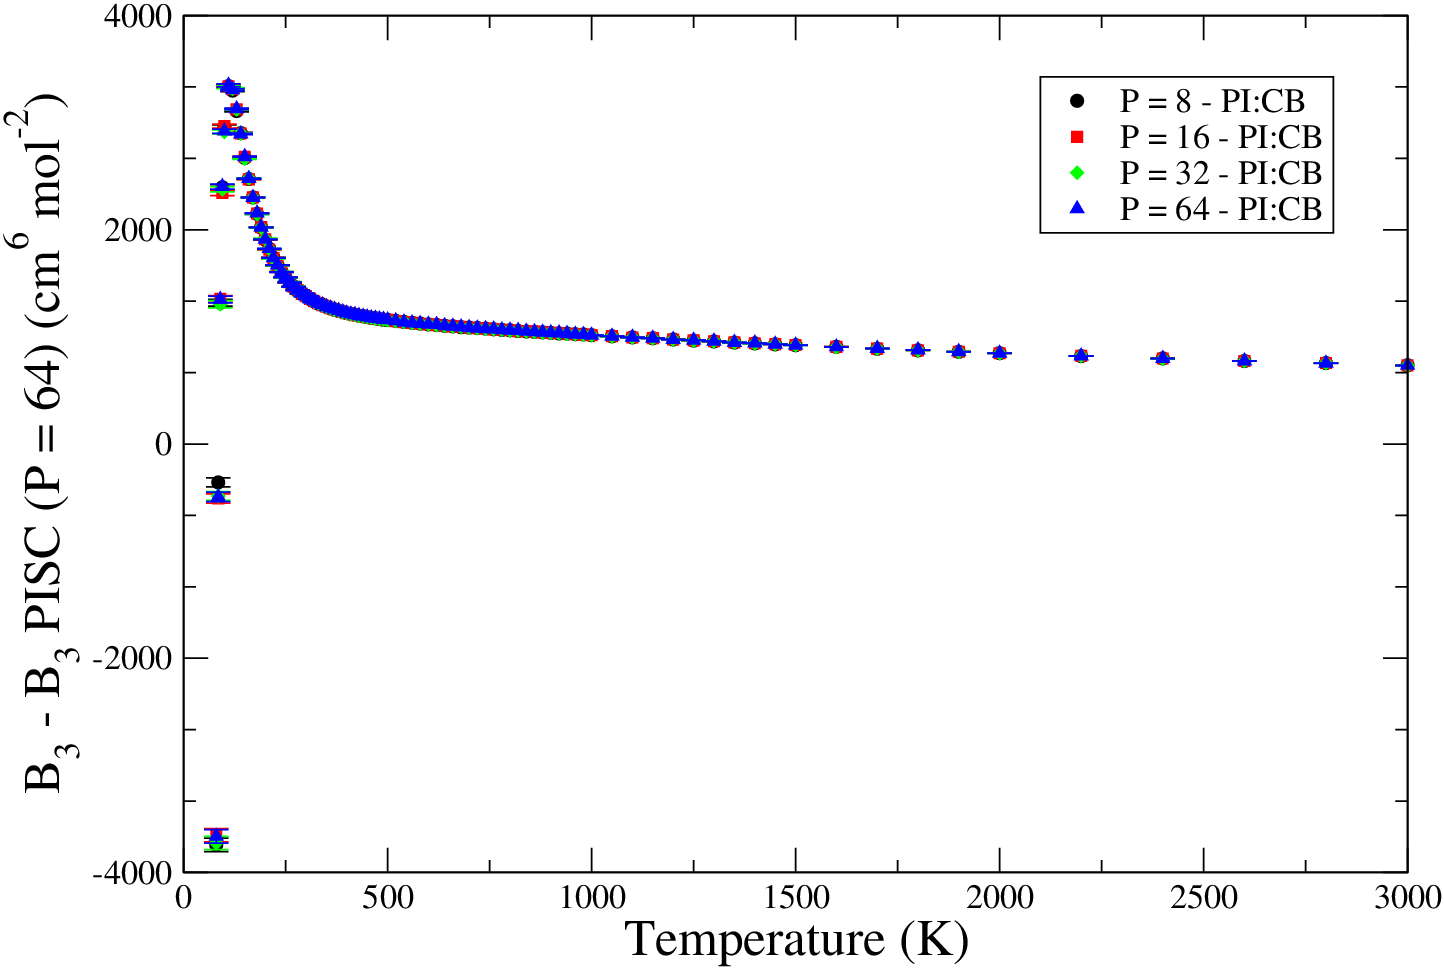 B3 - B3 PISC (P = 64) (cm6 mol-2)
4000
2000
0
-2000
-4000
P = 8 - PI:CB
P = 16 - PI:CB
P = 32 - PI:CB
P = 64 - PI:CB
0 500 1000 1500 2000 2500 3000
Temperature (K)